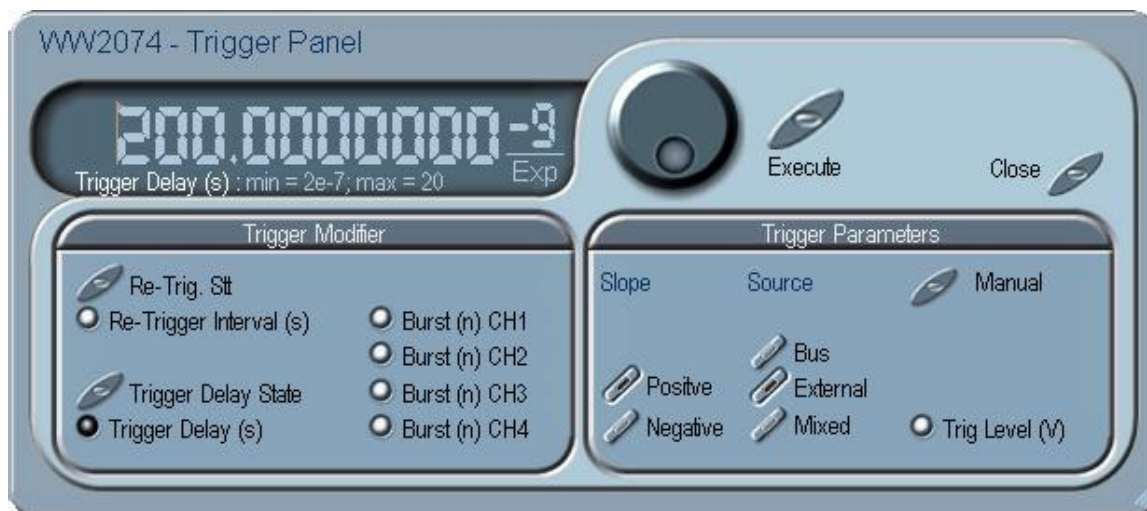 WW2074 - Trigger Panel
200.0000000 -9
Exp
Trigger Delay (s) : min = 2e-7; max = 20
Execute
Close
Trigger Modifier
Re-Trig. Stt
Re-Trigger Interval (s)
Trigger Delay State
Trigger Delay (s)
Burst (n) CH1
Burst (n) CH2
Burst (n) CH3
Burst (n) CH4
Trigger Parameters
Slope
Positve
Negative
Source
Bus
External
Mixed
Manual
Trig Level (V)